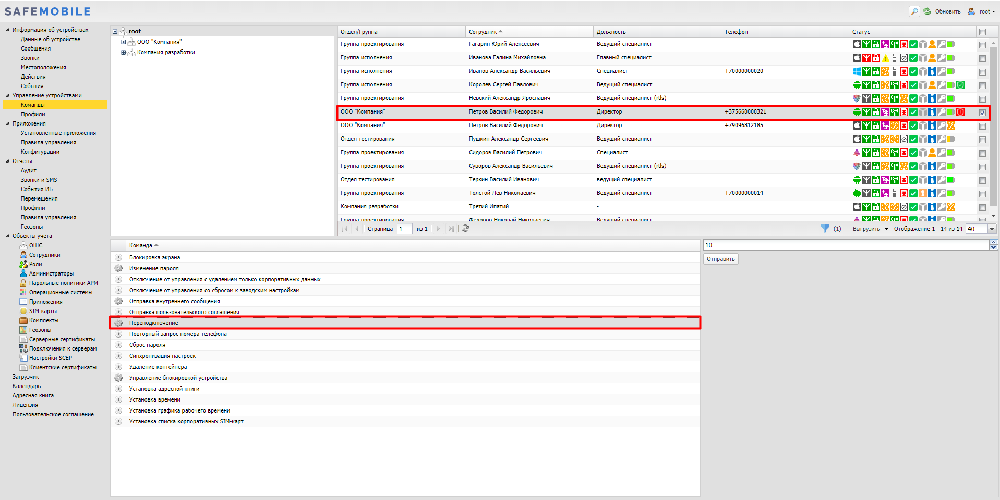 SAFEMOBILE
Обновить root
Информация об устройствах
Данные об устройстве
Сообщения
Звонки
Местоположения
Действия
События
Управление устройствами
Команды
Профили
Приложения
Установленные приложения
Правила управления
Конфигурации
Отчёты
Аудит
Звонки и SMS
События ИБ
Перемещения
Профили
Правила управления
Геозоны
Объекты учёта
ОШС
Сотрудники
Роли
Администраторы
Парольные политики АРМ
Операционные системы
Приложения
SIM-карты
Комплекты
Геозоны
Серверные сертификаты
Подключения к серверам
Настройки SCEP
Клиентские сертификаты
Загрузчик
Календарь
Адресная книга
Лицензия
Пользовательское соглашение
root
ООО "Компания"
Компания разработки
Отдел/Группа Сотрудник Должность Телефон Статус
Группа проектирования Гагарин Юрий Алексеевич Ведущий специалист
Группа исполнения Иванова Галина Михайловна Главный специалист
Группа исполнения Иванов Александр Васильевич Специалист +70000000020
Группа исполнения Королев Сергей Павлович Ведущий специалист
Группа проектирования Невский Александр Ярославич Ведущий специалист (rtls)
ООО "Компания" Петров Василий Федорович Директор +375660000321
ООО "Компания" Петров Василий Федорович Директор +79096812185
Отдел тестирования Пушкин Александр Сергеевич Ведущий специалист
Группа проектирования Сидоров Василий Петрович Специалист
Группа проектирования Суворов Александр Васильевич Ведущий специалист (rtls)
Отдел тестирования Теркин Василий Иванович ведущий специалист
Группа проектирования Толстой Лев Николаевич Ведущий специалист +70000000014
Компания разработки Третий Ипатий -
Группа проектирования Фёдоров Николай Николаевич Ведущий специалист
Страница 1 из 1 (1) Выгрузить Отображение 1 - 14 из 14 40
Команда
Блокировка экрана
Изменение пароля
Отключение от управления с удалением только корпоративных данных
Отключение от управления со сбросом к заводским настройкам
Отправка внутреннего сообщения
Отправка пользовательского соглашения
Переподключение
Повторный запрос номера телефона
Сброс пароля
Синхронизация настроек
Удаление контейнера
Управление блокировкой устройства
Установка адресной книги
Установка времени
Установка графика рабочего времени
Установка списка корпоративных SIM-карт
10
Отправить